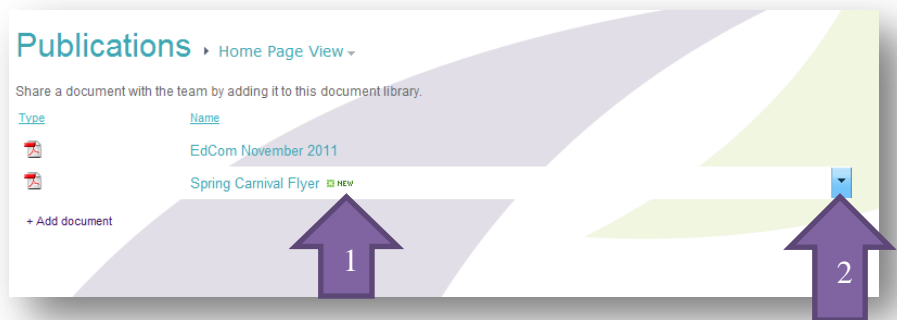 Publications Home Page View
Share a document with the team by adding it to this document library.
Type Name
EdCom November 2011
Spring Carnival Flyer NEW
+ Add document
1 2